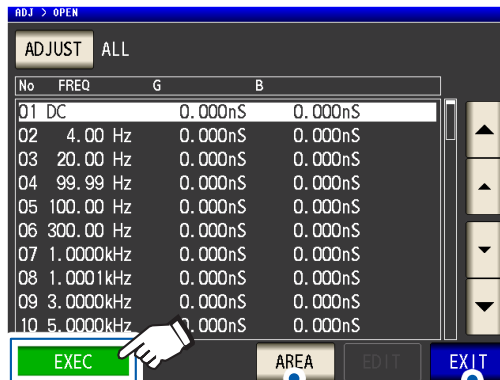 ADJ > OPEN
ADJUST ALL
No FREQ G B
01 DC 0.000nS 0.000nS
02 4.00 Hz 0.000nS 0.000nS
03 20.00 Hz 0.000nS 0.000nS
04 99.99 Hz 0.000nS 0.000nS
05 100.00 Hz 0.000nS 0.000nS
06 300.00 Hz 0.000nS 0.000nS
07 1.0000kHz 0.000nS 0.000nS
08 1.0001kHz 0.000nS 0.000nS
09 3.0000kHz 0.000nS 0.000nS
10 5.0000kHz 0.000nS 0.000nS
EXEC AREA EDIT EXIT